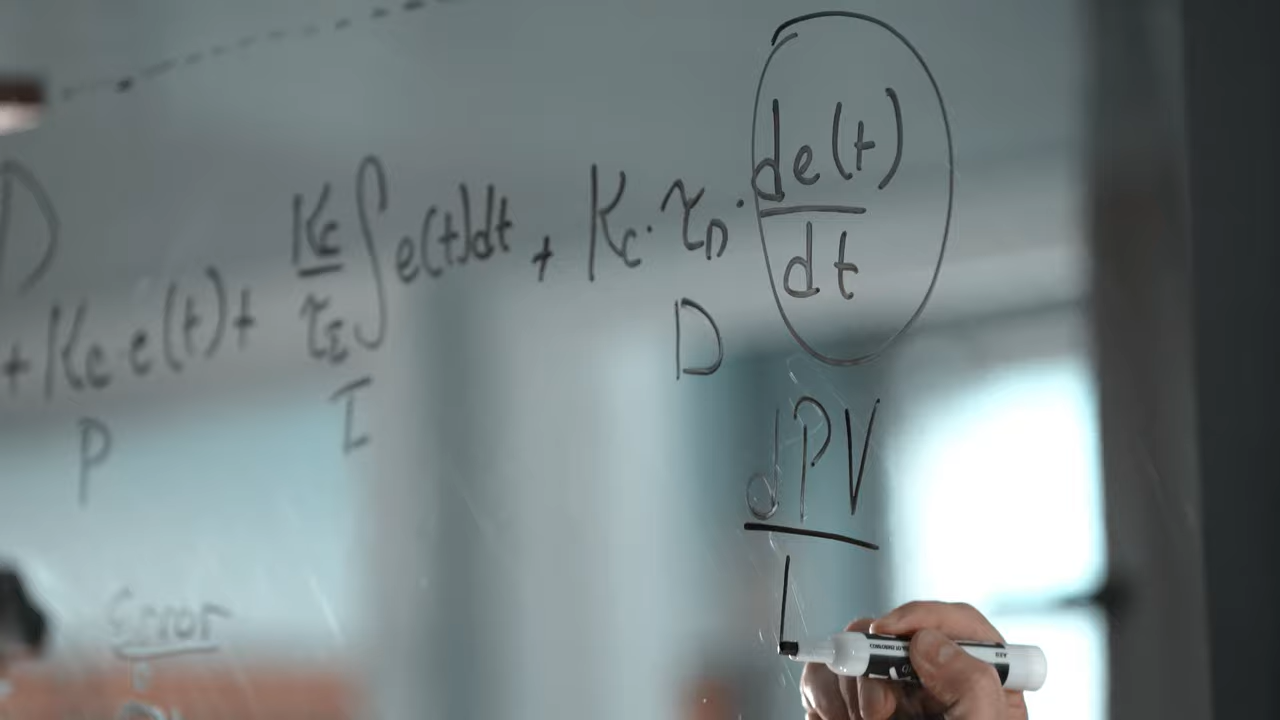 D
+ Kc · e(t) + Kc/τI ∫ e(t)dt + Kc · τD · de(t)/dt
P I D
dPV
Error